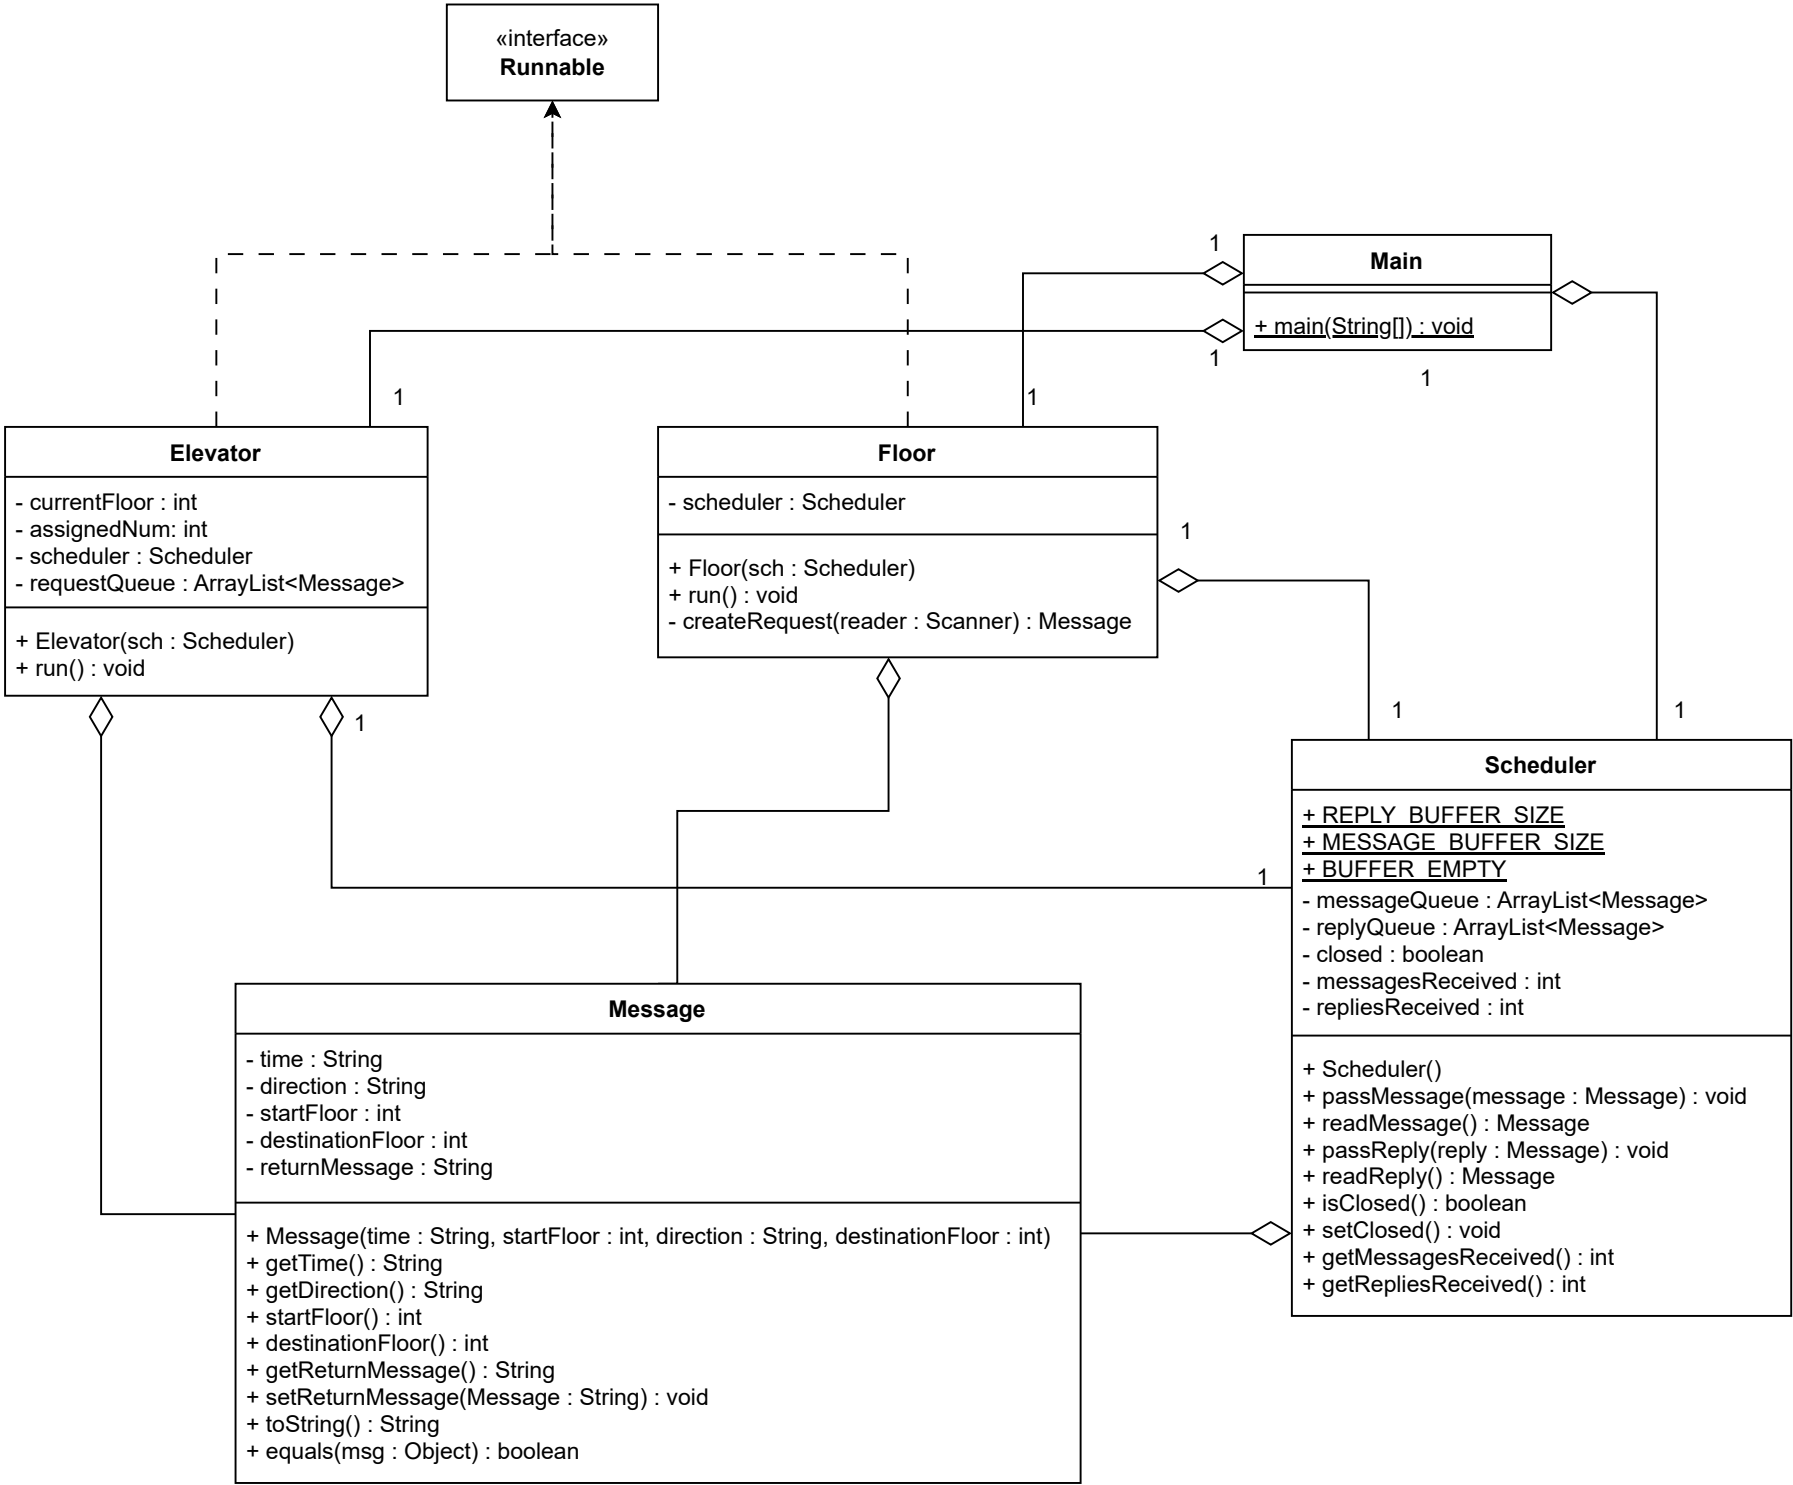 «interface»
Runnable
1
Main
+ main(String[]) : void
1
1
1
1
Elevator
- currentFloor : int
- assignedNum: int
- scheduler : Scheduler
- requestQueue : ArrayList<Message>
+ Elevator(sch : Scheduler)
+ run() : void
1
Floor
- scheduler : Scheduler
+ Floor(sch : Scheduler)
+ run() : void
- createRequest(reader : Scanner) : Message
1
1
1
1
Scheduler
+ REPLY_BUFFER_SIZE
+ MESSAGE_BUFFER_SIZE
+ BUFFER_EMPTY
- messageQueue : ArrayList<Message>
- replyQueue : ArrayList<Message>
- closed : boolean
- messagesReceived : int
- repliesReceived : int
+ Scheduler()
+ passMessage(message : Message) : void
+ readMessage() : Message
+ passReply(reply : Message) : void
+ readReply() : Message
+ isClosed() : boolean
+ setClosed() : void
+ getMessagesReceived() : int
+ getRepliesReceived() : int
1
Message
- time : String
- direction : String
- startFloor : int
- destinationFloor : int
- returnMessage : String
+ Message(time : String, startFloor : int, direction : String, destinationFloor : int)
+ getTime() : String
+ getDirection() : String
+ startFloor() : int
+ destinationFloor() : int
+ getReturnMessage() : String
+ setReturnMessage(Message : String) : void
+ toString() : String
+ equals(msg : Object) : boolean